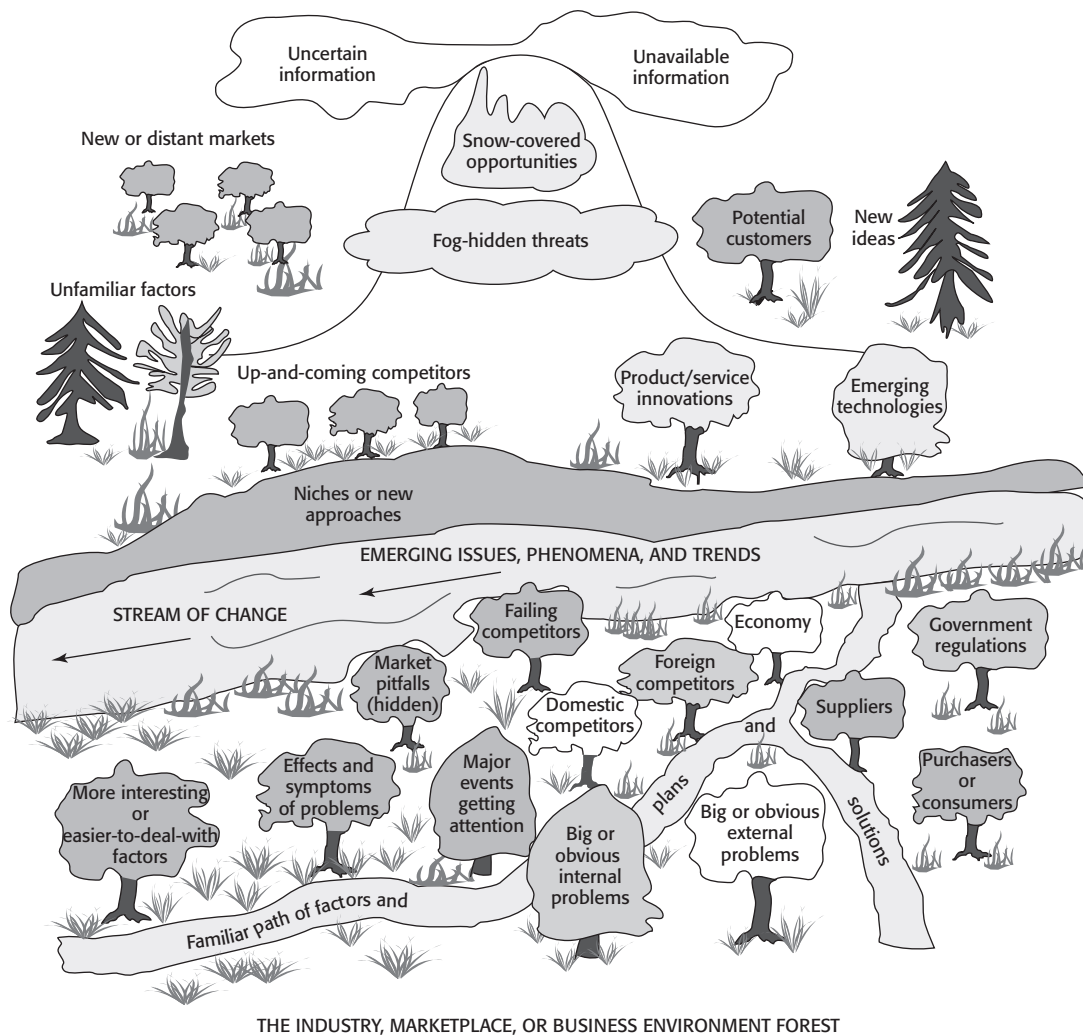 Uncertain
information
Unavailable
information
Snow-covered
opportunities
New or distant markets
Fog-hidden threats
Potential
customers
New
ideas
Unfamiliar factors
Up-and-coming competitors
Product/service
innovations
Emerging
technologies
Niches or new
approaches
EMERGING ISSUES, PHENOMENA, AND TRENDS
STREAM OF CHANGE
Failing
competitors
Economy
Government
regulations
Market
pitfalls
(hidden)
Foreign
competitors
Domestic
competitors
Suppliers
Effects and
symptoms
of problems
Major
events
getting
attention
Purchasers
or
consumers
More interesting
or
easier-to-deal-with
factors
Big or
obvious
internal
problems
Big or obvious
external
problems
Familiar path of factors and
plans
and
solutions
THE INDUSTRY, MARKETPLACE, OR BUSINESS ENVIRONMENT FOREST